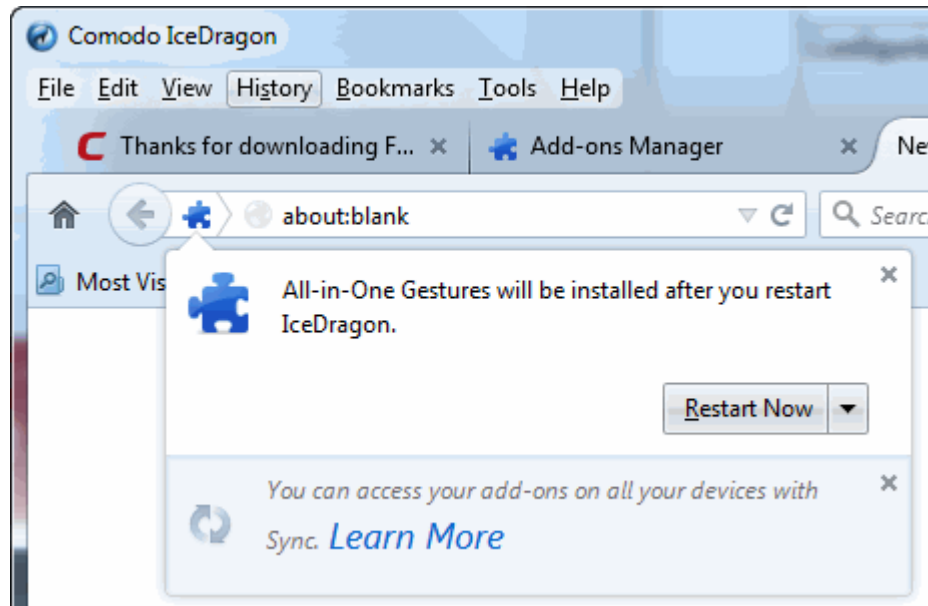 Comodo IceDragon
File Edit View History Bookmarks Tools Help
Thanks for downloading F... Add-ons Manager Ne
about:blank Searc
Most Vis
All-in-One Gestures will be installed after you restart
IceDragon.
Restart Now
You can access your add-ons on all your devices with
Sync. Learn More